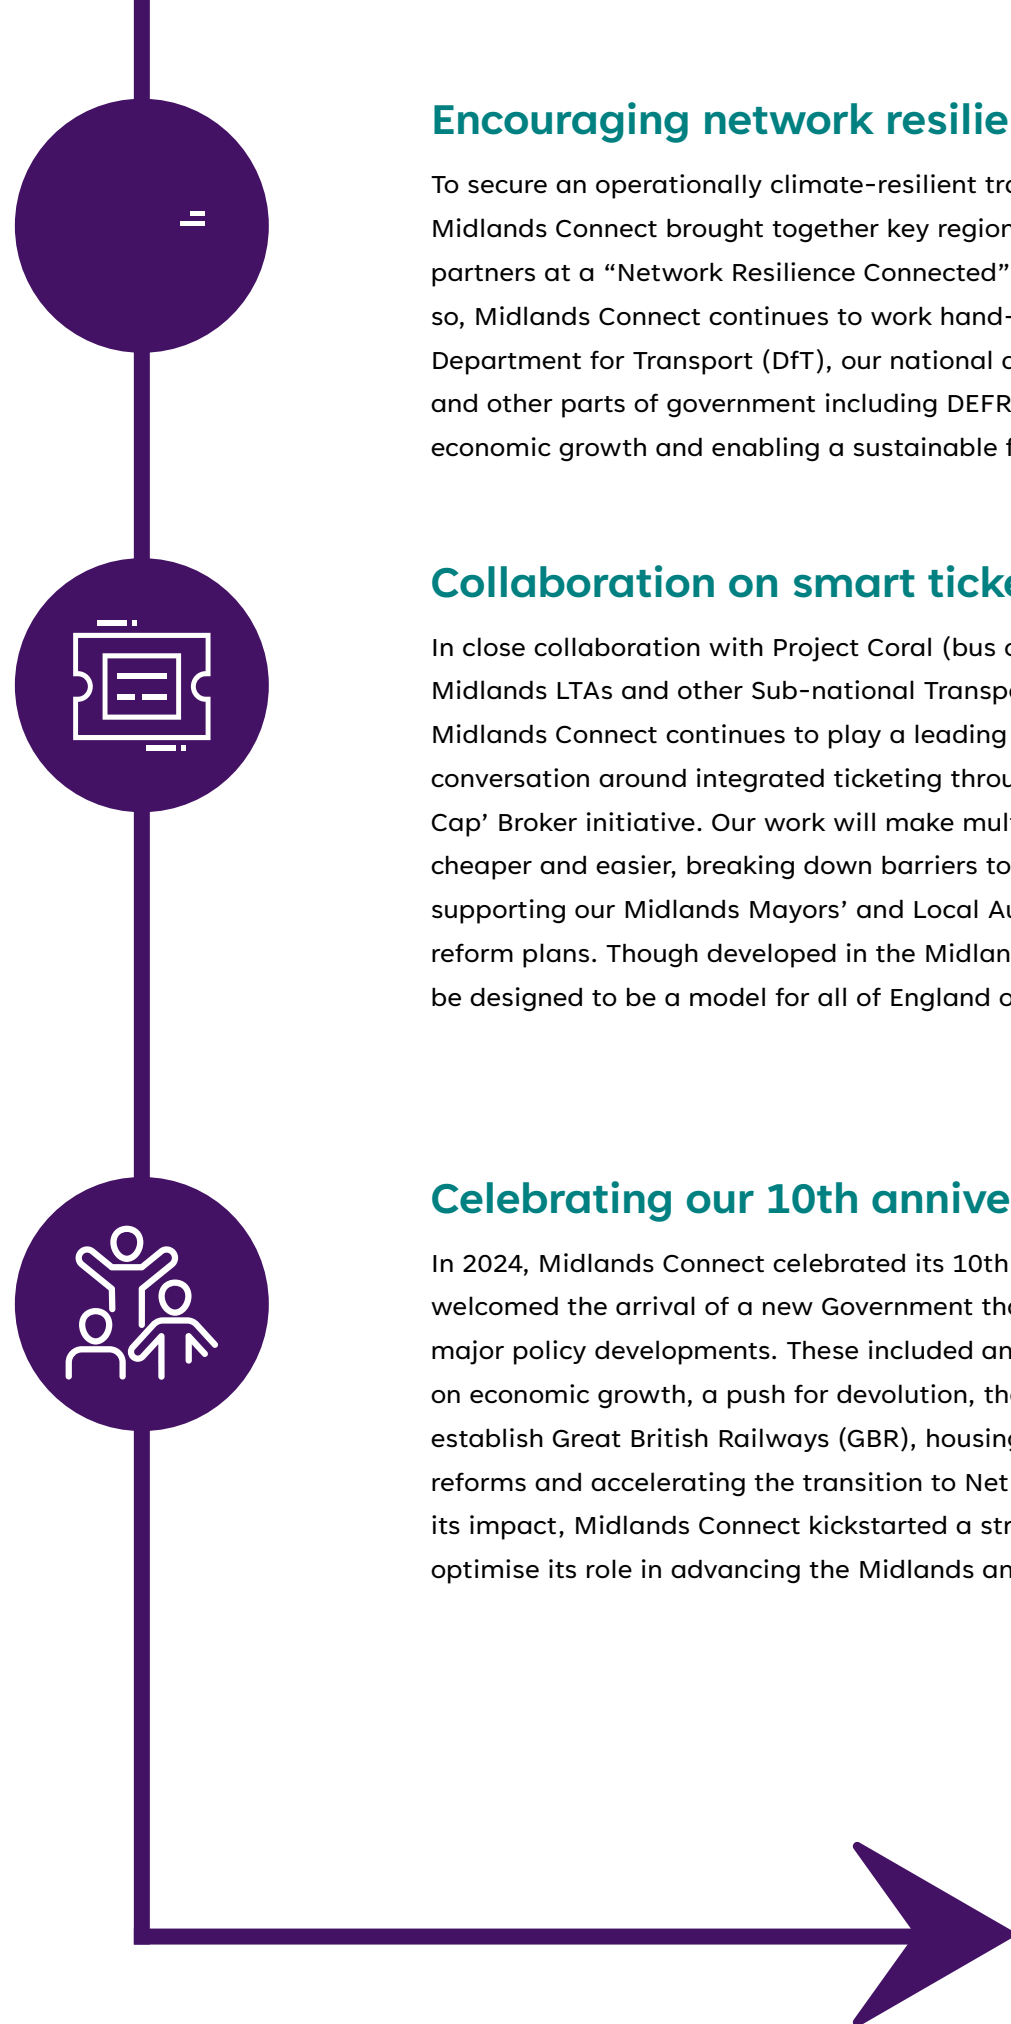 Encouraging network resilie
To secure an operationally climate-resilient tra
Midlands Connect brought together key region
partners at a “Network Resilience Connected”
so, Midlands Connect continues to work hand-
Department for Transport (DfT), our national
and other parts of government including DEFR
economic growth and enabling a sustainable f
Collaboration on smart ticke
In close collaboration with Project Coral (bus
Midlands LTAs and other Sub-national Transpo
Midlands Connect continues to play a leading
conversation around integrated ticketing throu
Cap’ Broker initiative. Our work will make mul
cheaper and easier, breaking down barriers to
supporting our Midlands Mayors’ and Local Au
reform plans. Though developed in the Midlan
be designed to be a model for all of England o
Celebrating our 10th annive
In 2024, Midlands Connect celebrated its 10th
welcomed the arrival of a new Government tha
major policy developments. These included an
on economic growth, a push for devolution, the
establish Great British Railways (GBR), housing
reforms and accelerating the transition to Net
its impact, Midlands Connect kickstarted a str
optimise its role in advancing the Midlands an